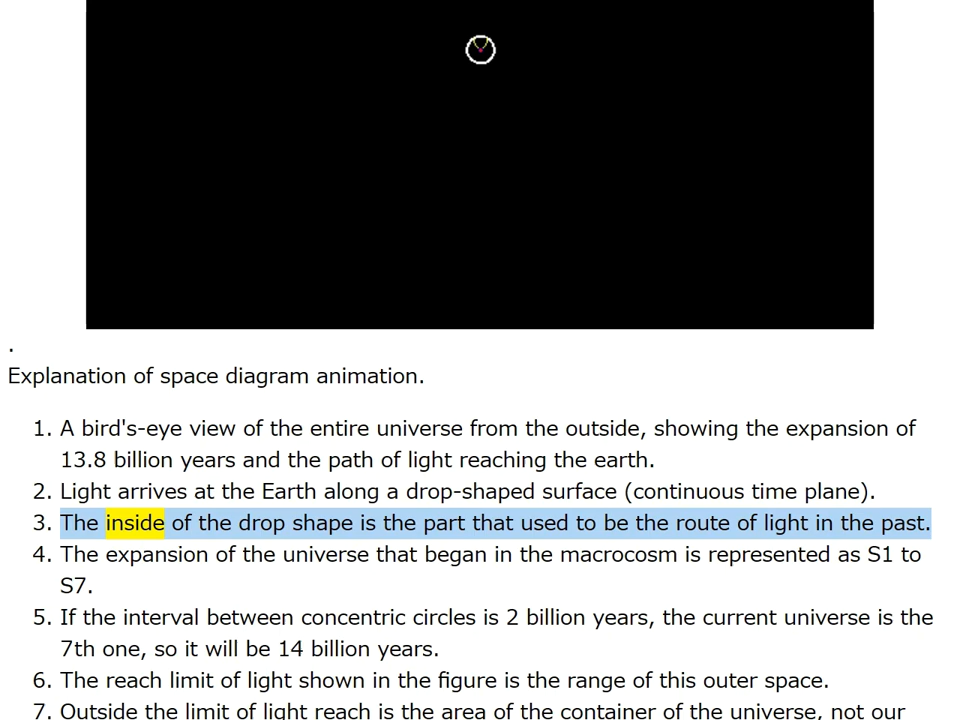 .
Explanation of space diagram animation.
1. A bird's-eye view of the entire universe from the outside, showing the expansion of
13.8 billion years and the path of light reaching the earth.
2. Light arrives at the Earth along a drop-shaped surface (continuous time plane).
3. The inside of the drop shape is the part that used to be the route of light in the past.
4. The expansion of the universe that began in the macrocosm is represented as S1 to
S7.
5. If the interval between concentric circles is 2 billion years, the current universe is the
7th one, so it will be 14 billion years.
6. The reach limit of light shown in the figure is the range of this outer space.
7. Outside the limit of light reach is the area of the container of the universe, not our